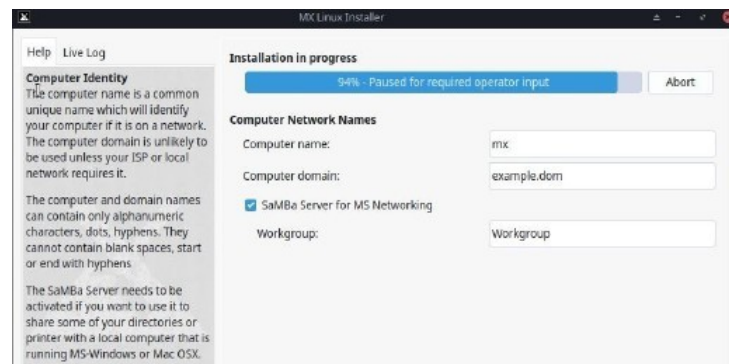 MX Linux Installer
Help
Live Log
Computer Identity
The computer name is a common
unique name which will identify
your computer if it is on a network.
The computer domain is unlikely to
be used unless your ISP or local
network requires it.
The computer and domain names
can contain only alphanumeric
characters, dots, hyphens. They
cannot contain blank spaces, start
or end with hyphens
The SaMBa Server needs to be
activated if you want to use it to
share some of your directories or
printer with a local computer that is
running MS-Windows or Mac OSX.
Installation in progress
94% - Paused for required operator input
Abort
Computer Network Names
Computer name:
mx
Computer domain:
example.dom
SaMBa Server for MS Networking
Workgroup:
Workgroup